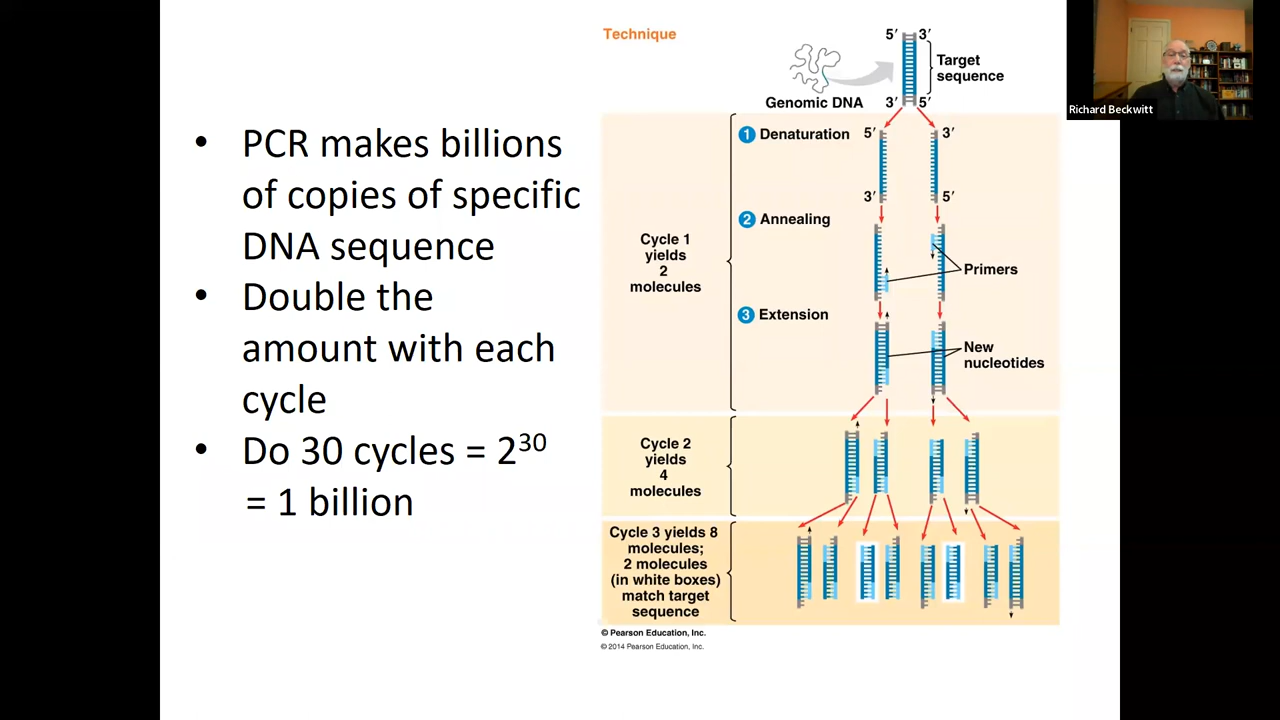 • PCR makes billions
of copies of specific
DNA sequence
• Double the
amount with each
cycle
• Do 30 cycles = 2³⁰
= 1 billion
Technique
5′ 3′
Target
sequence
Genomic DNA
3′ 5′
1 Denaturation
5′ 3′
3′ 5′
2 Annealing
Cycle 1
yields
2
molecules
Primers
3 Extension
New
nucleotides
Cycle 2
yields
4
molecules
Cycle 3 yields 8
molecules;
2 molecules
(in white boxes)
match target
sequence
© Pearson Education, Inc.
© 2014 Pearson Education, Inc.
Richard Beckwitt